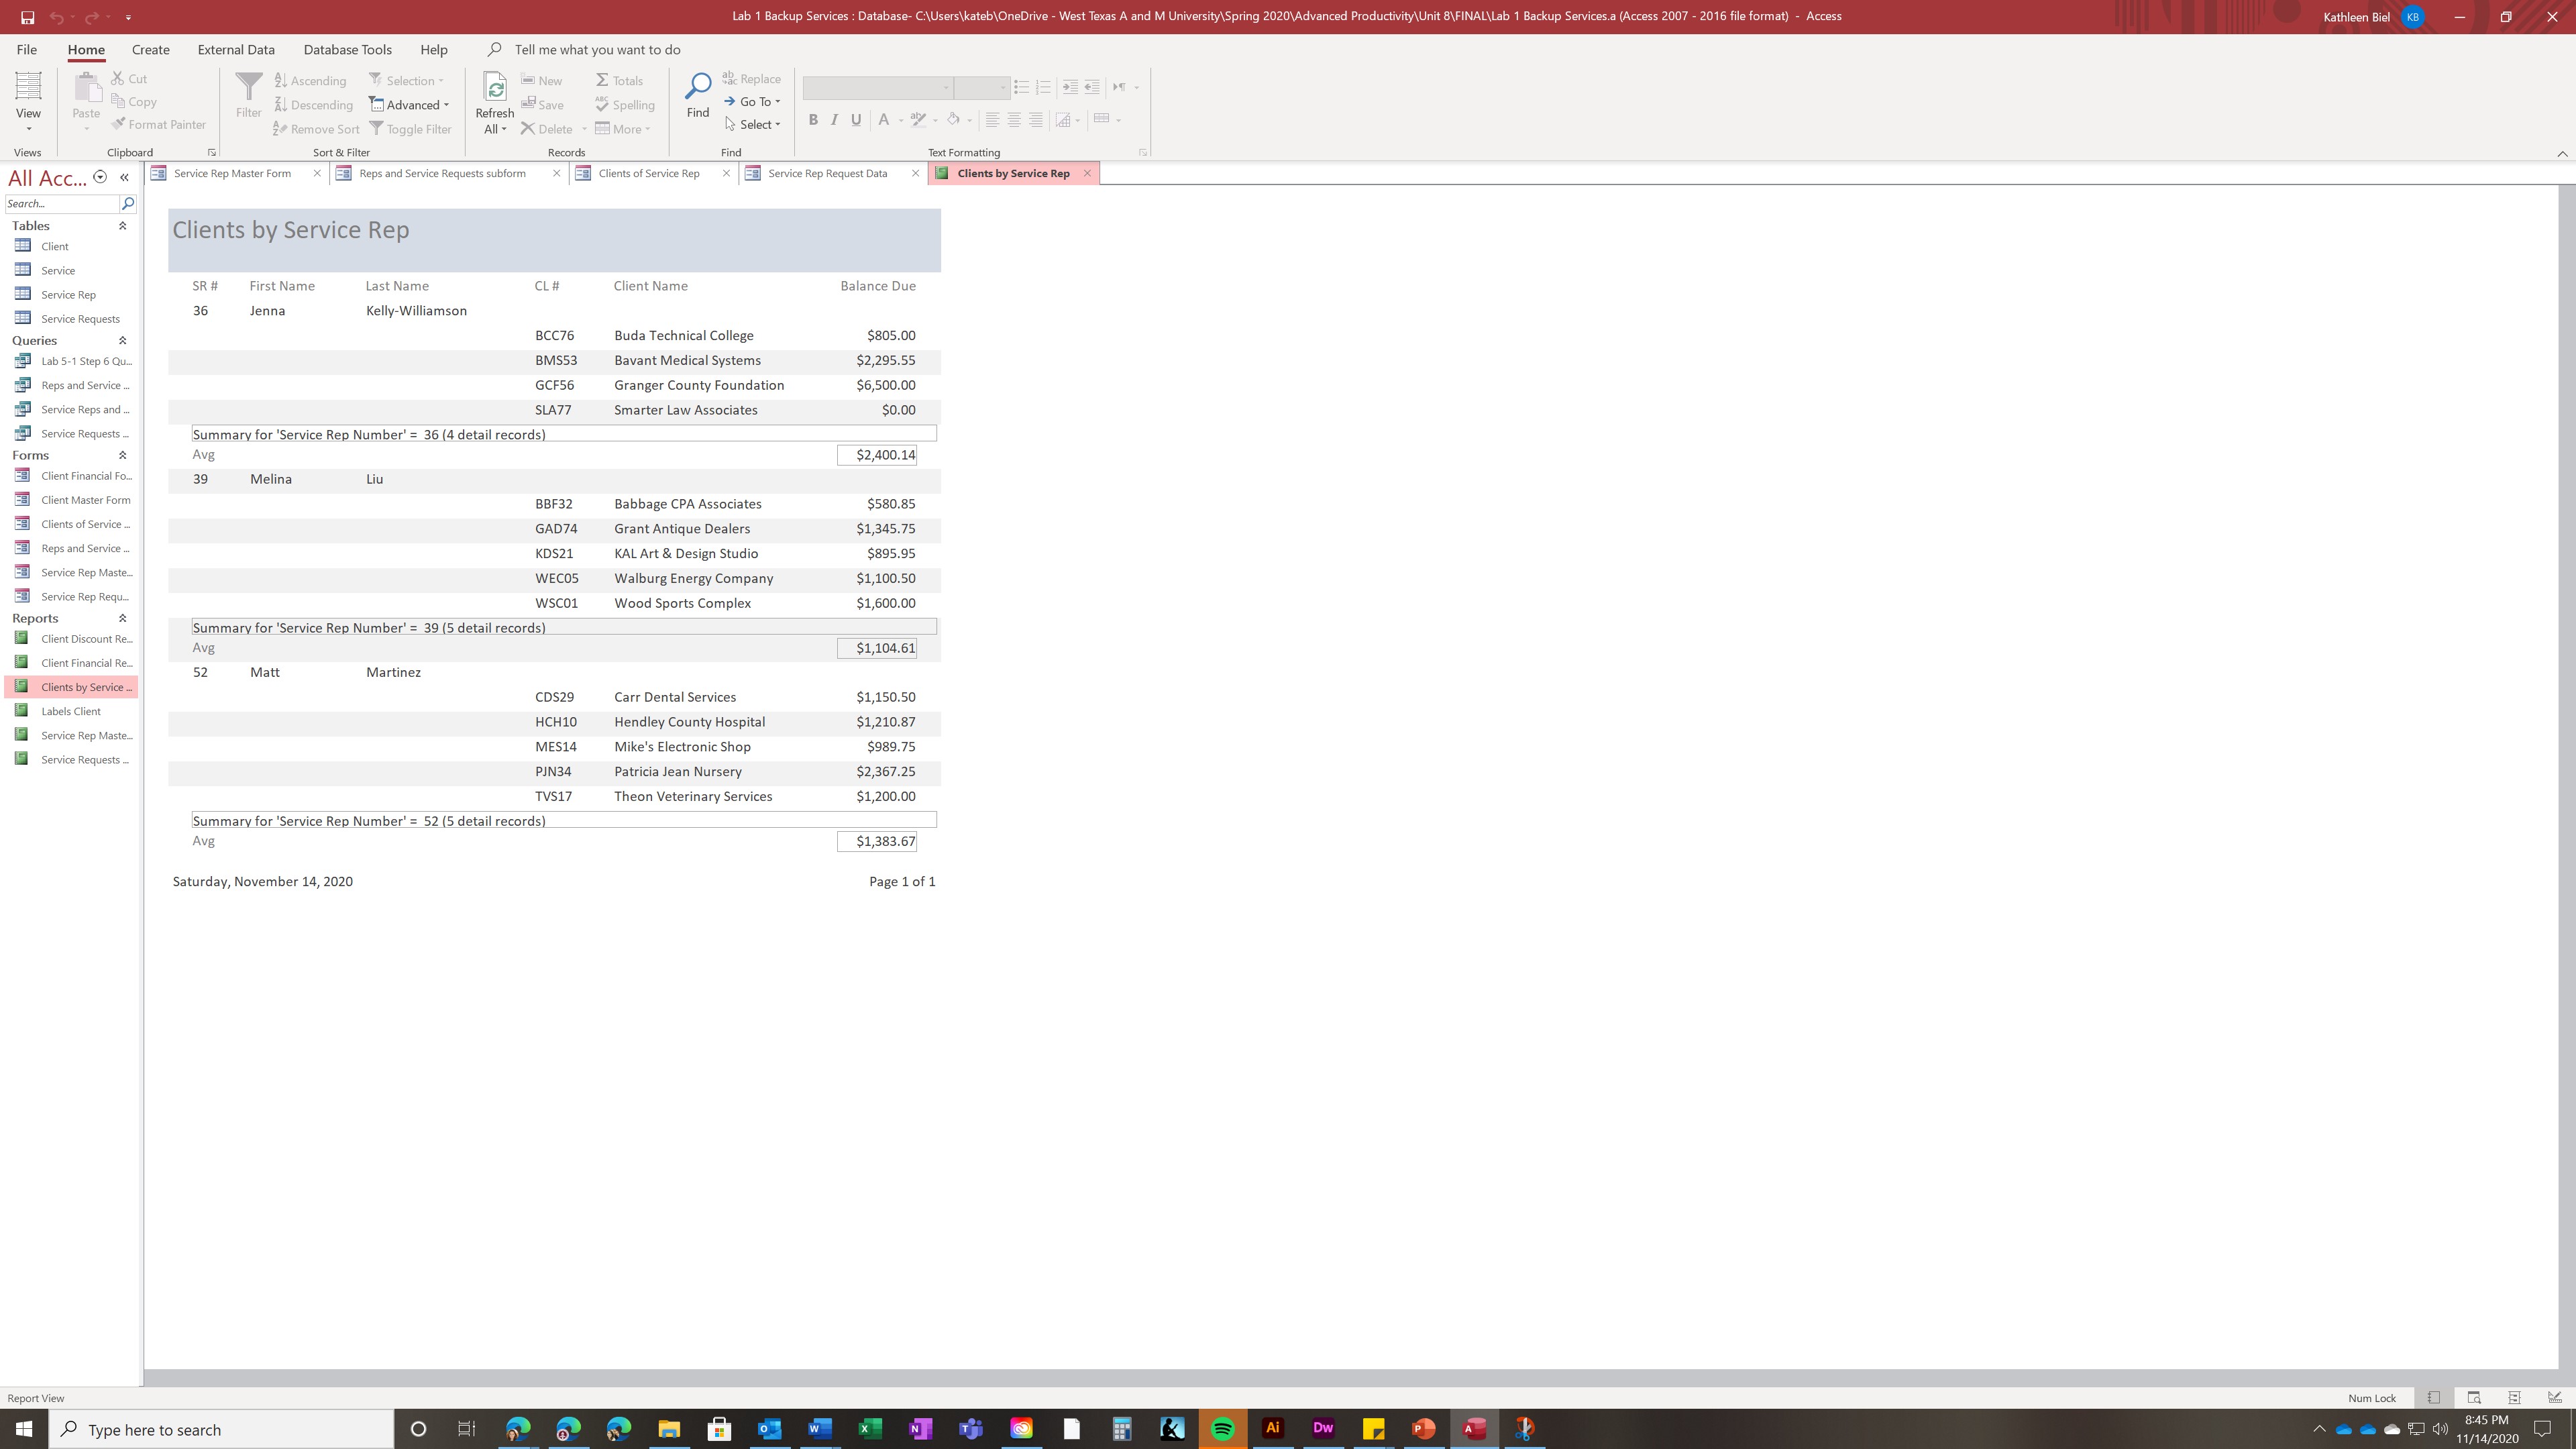 Lab 1 Backup Services : Database- C:\Users\kateb\OneDrive - West Texas A and M University\Spring 2020\Advanced Productivity\Unit 8\FINAL\Lab 1 Backup Services.a (Access 2007 - 2016 file format) - Access
Kathleen Biel KB
File Home Create External Data Database Tools Help Tell me what you want to do
View
Views
Paste
Cut
Copy
Format Painter
Clipboard
Filter
Ascending
Descending
Remove Sort
Selection
Advanced
Toggle Filter
Sort & Filter
Refresh
All
New
Save
Delete
Totals
Spelling
More
Records
Find
Replace
Go To
Select
Find
B I U A
Text Formatting
Service Rep Master Form
Reps and Service Requests subform
Clients of Service Rep
Service Rep Request Data
Clients by Service Rep
All Acc...
Search...
Tables
Client
Service
Service Rep
Service Requests
Queries
Lab 5-1 Step 6 Qu...
Reps and Service ...
Service Reps and ...
Service Requests ...
Forms
Client Financial Fo...
Client Master Form
Clients of Service ...
Reps and Service ...
Service Rep Maste...
Service Rep Requ...
Reports
Client Discount Re...
Client Financial Re...
Clients by Service ...
Labels Client
Service Rep Maste...
Service Requests ...
Clients by Service Rep
SR # First Name Last Name CL # Client Name Balance Due
36 Jenna Kelly-Williamson
BCC76 Buda Technical College $805.00
BMS53 Bavant Medical Systems $2,295.55
GCF56 Granger County Foundation $6,500.00
SLA77 Smarter Law Associates $0.00
Summary for 'Service Rep Number' = 36 (4 detail records)
Avg $2,400.14
39 Melina Liu
BBF32 Babbage CPA Associates $580.85
GAD74 Grant Antique Dealers $1,345.75
KDS21 KAL Art & Design Studio $895.95
WEC05 Walburg Energy Company $1,100.50
WSC01 Wood Sports Complex $1,600.00
Summary for 'Service Rep Number' = 39 (5 detail records)
Avg $1,104.61
52 Matt Martinez
CDS29 Carr Dental Services $1,150.50
HCH10 Hendley County Hospital $1,210.87
MES14 Mike's Electronic Shop $989.75
PJN34 Patricia Jean Nursery $2,367.25
TVS17 Theon Veterinary Services $1,200.00
Summary for 'Service Rep Number' = 52 (5 detail records)
Avg $1,383.67
Saturday, November 14, 2020 Page 1 of 1
Report View
Num Lock
Type here to search
Ai Dw
8:45 PM
11/14/2020